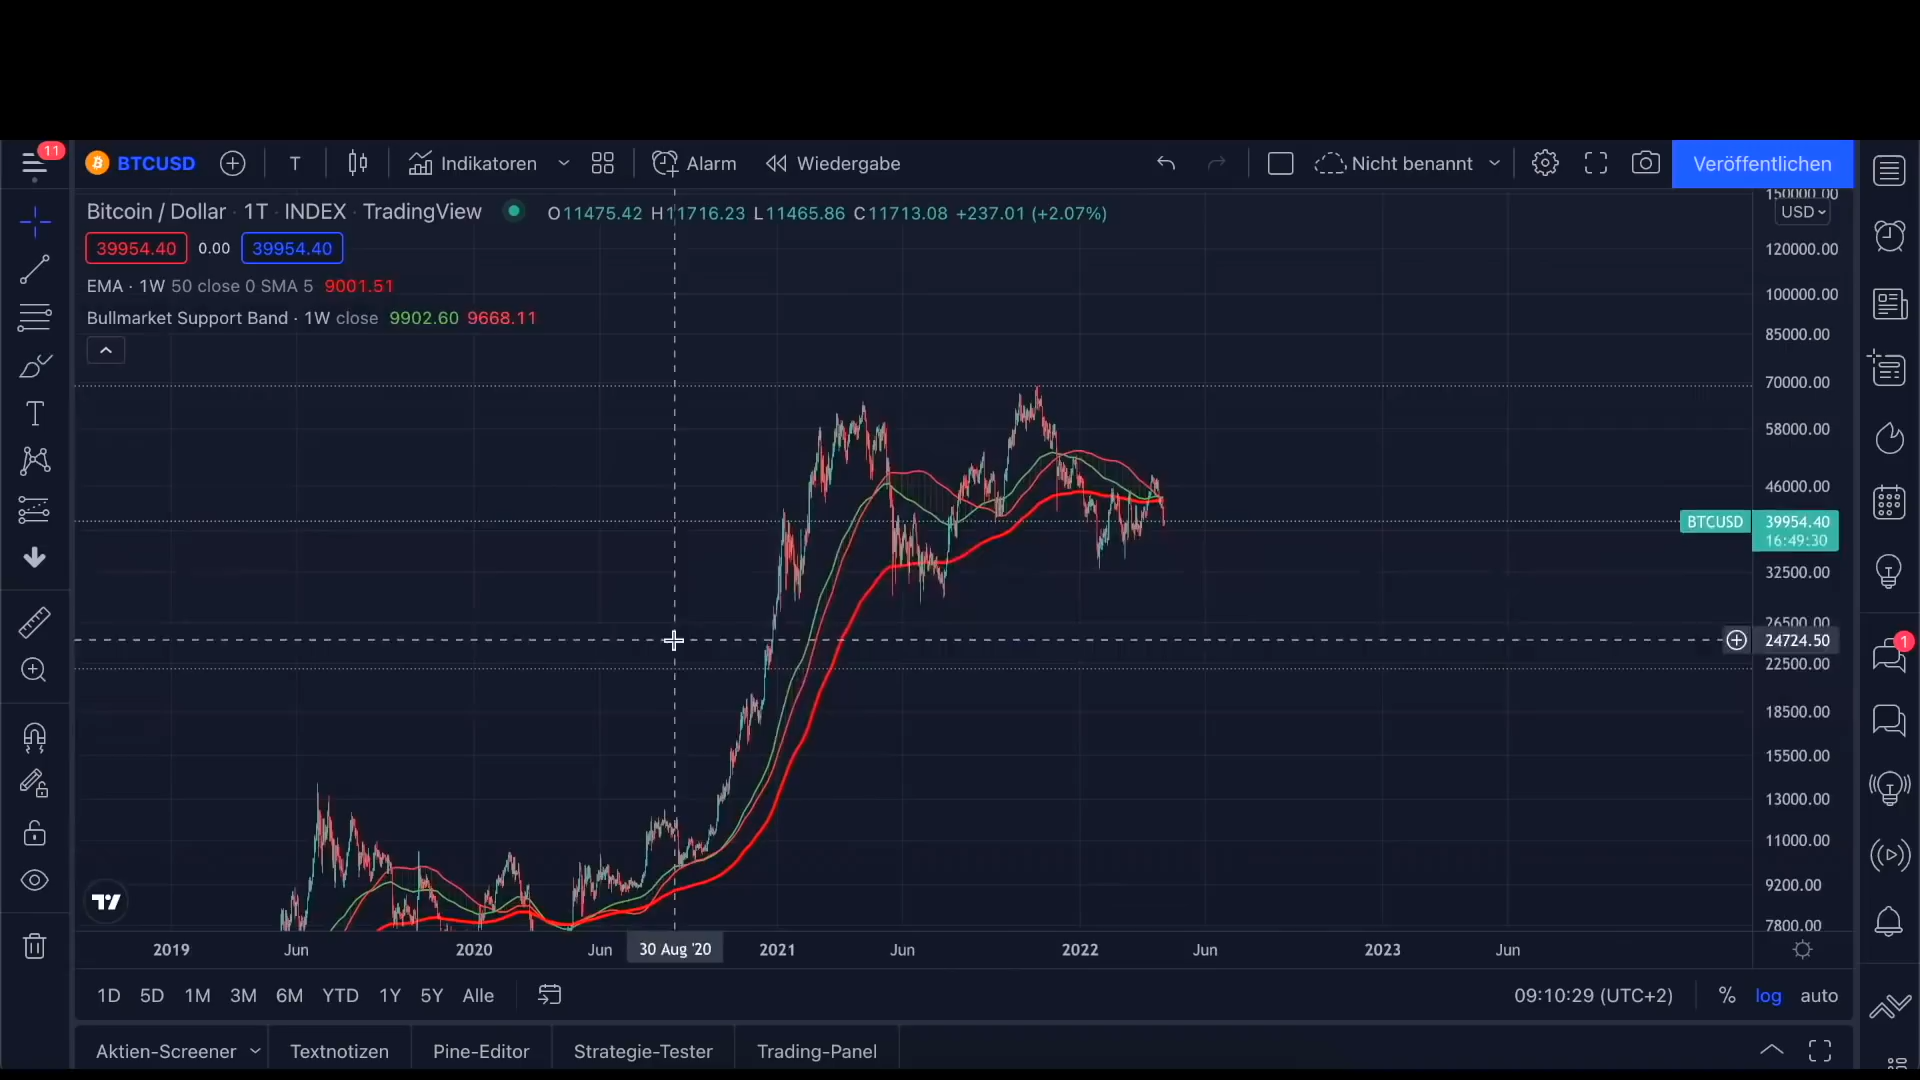 11
BTCUSD
T
Indikatoren
Alarm
Wiedergabe
Nicht benannt
Veröffentlichen
Bitcoin / Dollar · 1T · INDEX · TradingView
O11475.42 H11716.23 L11465.86 C11713.08 +237.01 (+2.07%)
39954.40 0.00 39954.40
EMA · 1W 50 close 0 SMA 5 9001.51
Bullmarket Support Band · 1W close 9902.60 9668.11
150000.00
USD
120000.00
100000.00
85000.00
70000.00
58000.00
46000.00
BTCUSD 39954.40
16:49:30
32500.00
26500.00
24724.50
22500.00
18500.00
15500.00
13000.00
11000.00
9200.00
7800.00
1
2019 Jun 2020 Jun 30 Aug '20 2021 Jun 2022 Jun 2023 Jun
1D 5D 1M 3M 6M YTD 1Y 5Y Alle
09:10:29 (UTC+2) % log auto
Aktien-Screener Textnotizen Pine-Editor Strategie-Tester Trading-Panel